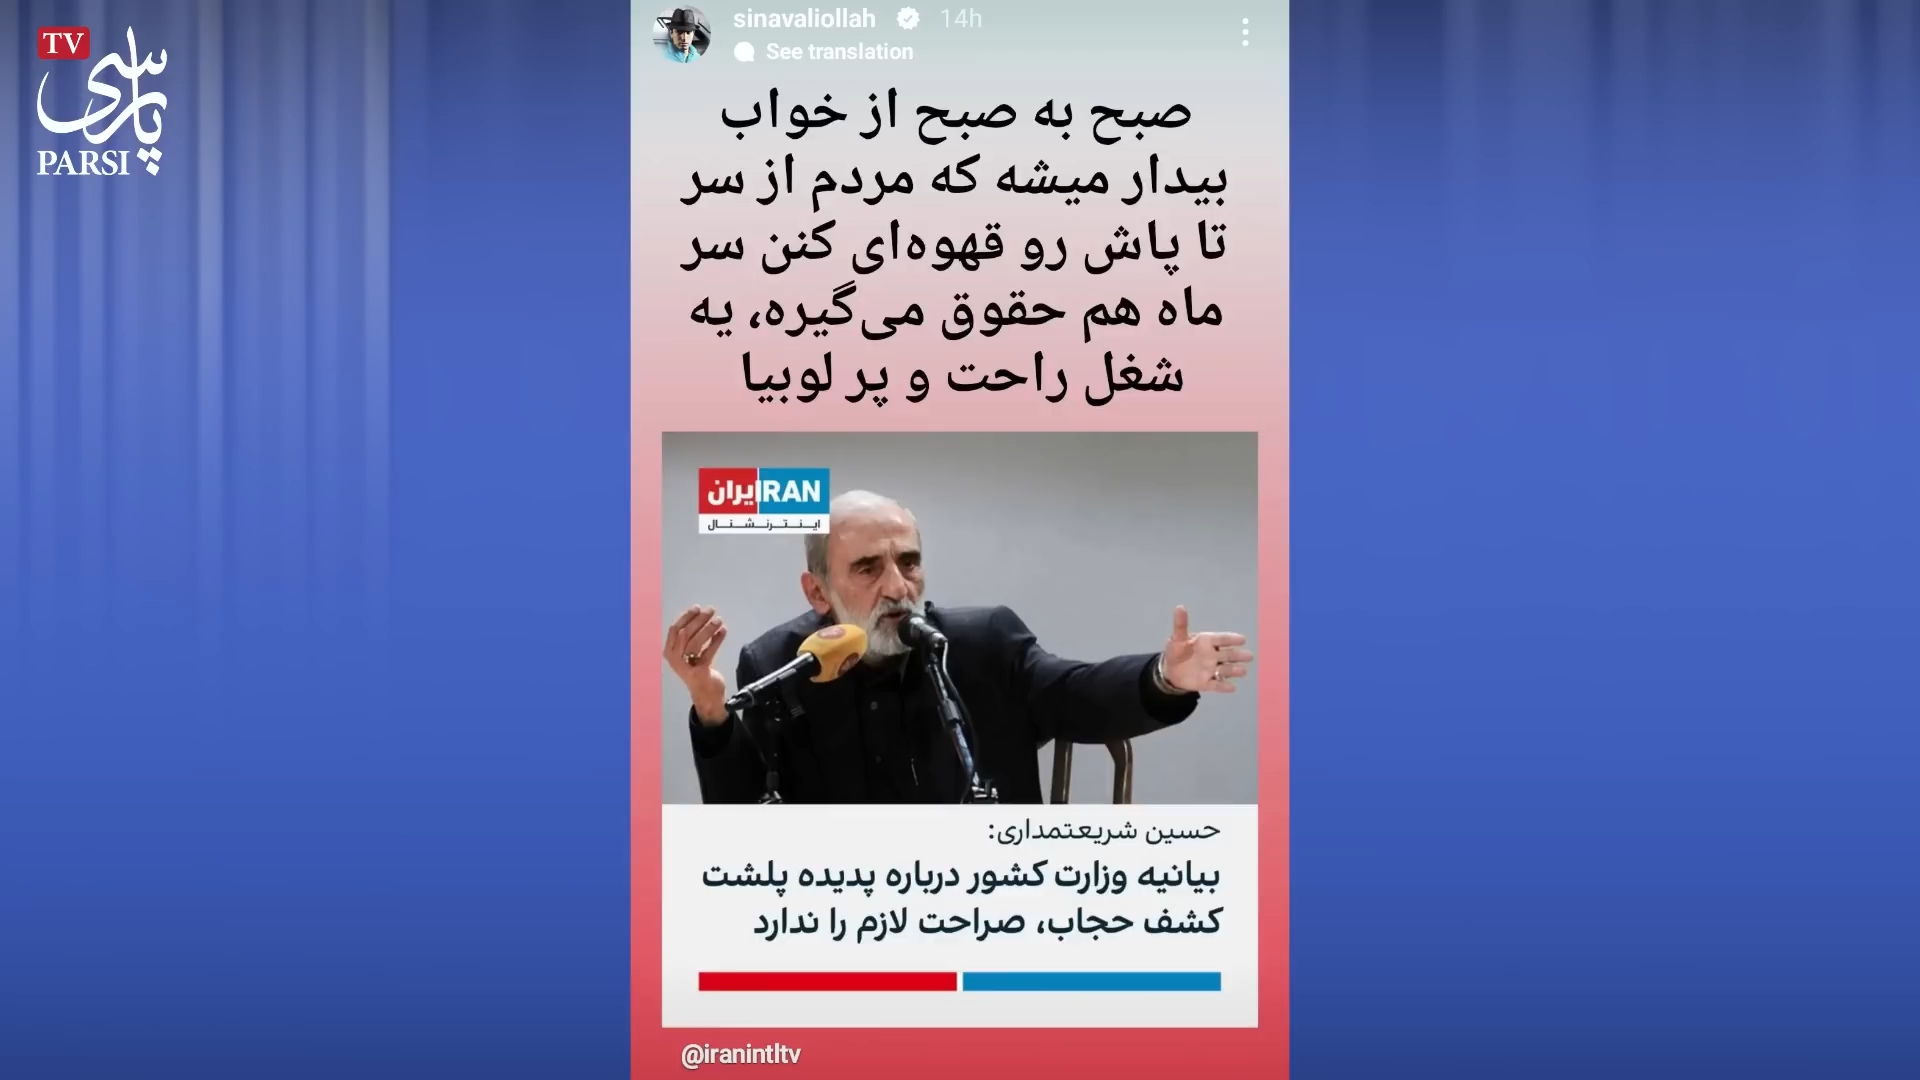 TV
پارسی
PARSI
sinavaliollah 14h
See translation
صبح به صبح از خواب
بیدار میشه که مردم از سر
تا پاش رو قهوه‌ای کنن سر
ماه هم حقوق می‌گیره، یه
شغل راحت و پر لوبیا
ایران IRAN
اینترنشنال
حسین شریعتمداری:
بیانیه وزارت کشور درباره پدیده پلشت
کشف حجاب، صراحت لازم را ندارد
@iranintltv